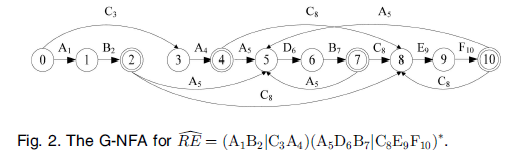 C₃ C₈ A₅
A₁ B₂ A₄ A₅ D₆ B₇ C₈ E₉ F₁₀
0 1 2 3 4 5 6 7 8 9 10
A₅ A₅ C₈
C₈
Fig. 2. The G-NFA for R̂E = (A₁B₂|C₃A₄)(A₅D₆B₇|C₈E₉F₁₀)*.